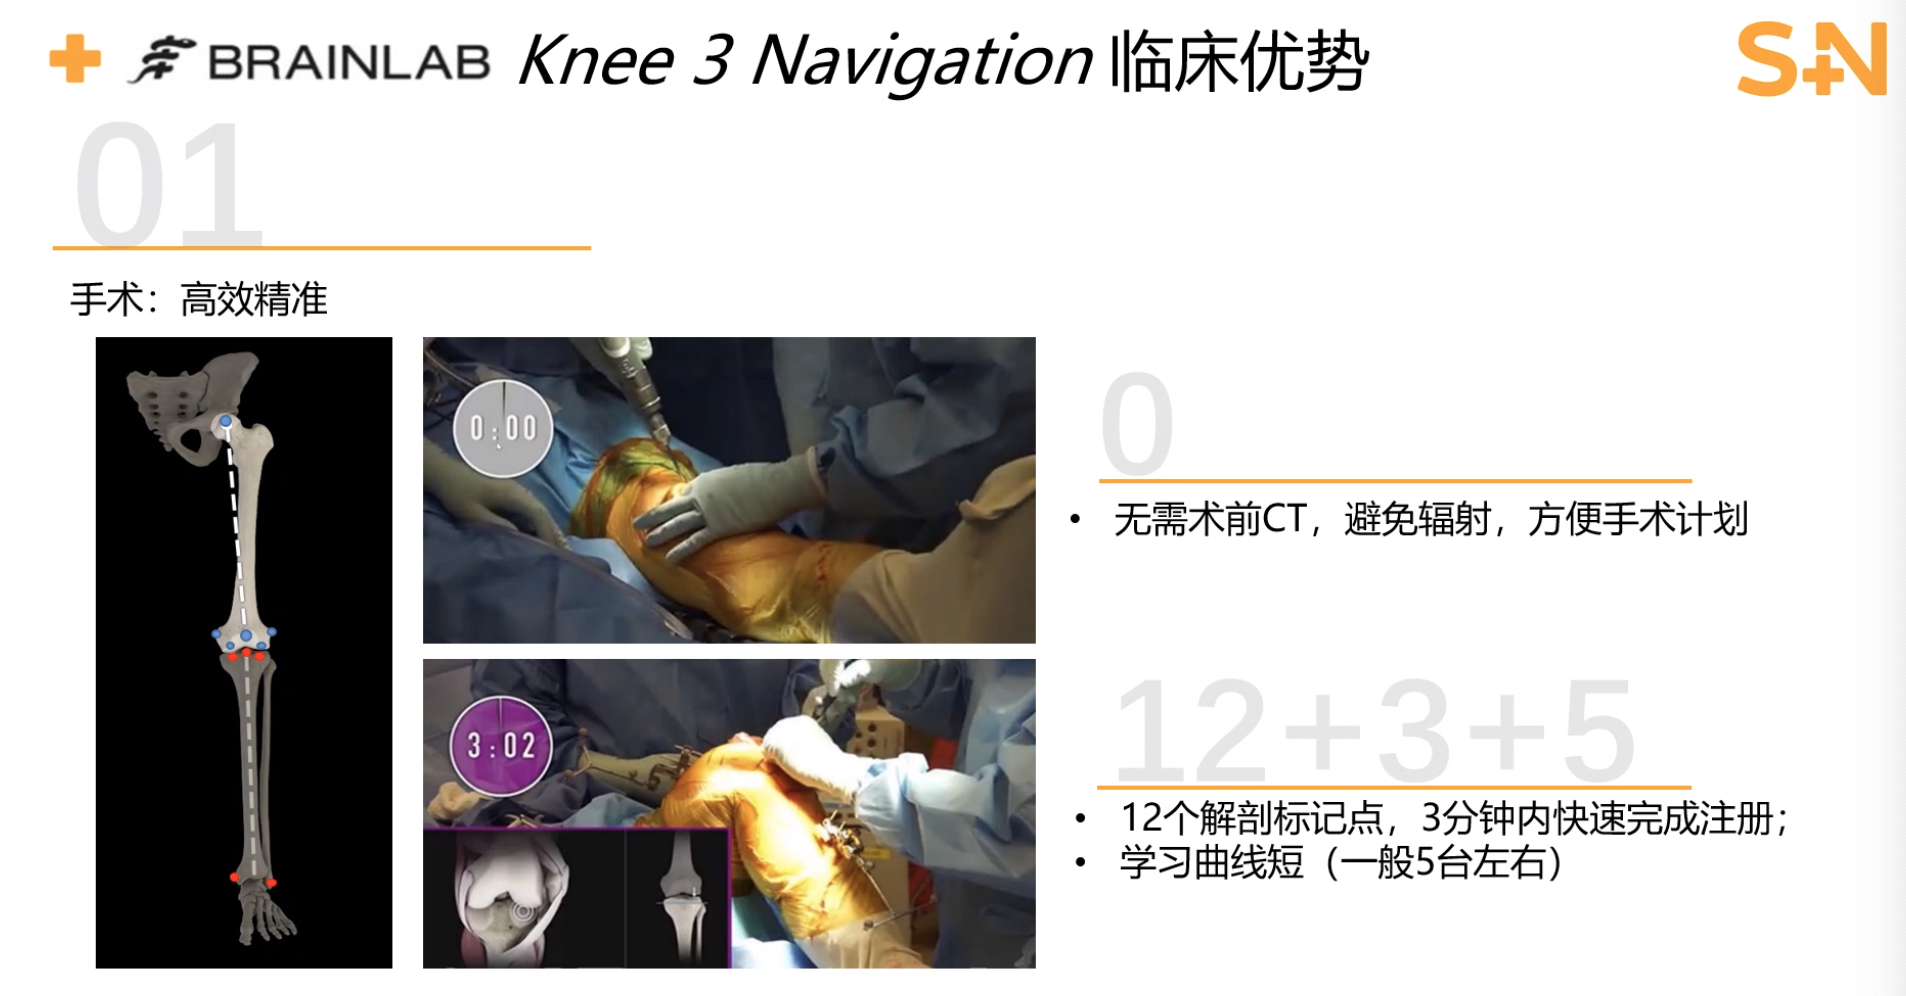 BRAINLAB Knee 3 Navigation 临床优势
S+N
01
手术：高效精准
0:00
0
• 无需术前CT，避免辐射，方便手术计划
3:02
12+3+5
• 12个解剖标记点，3分钟内快速完成注册；
• 学习曲线短（一般5台左右）